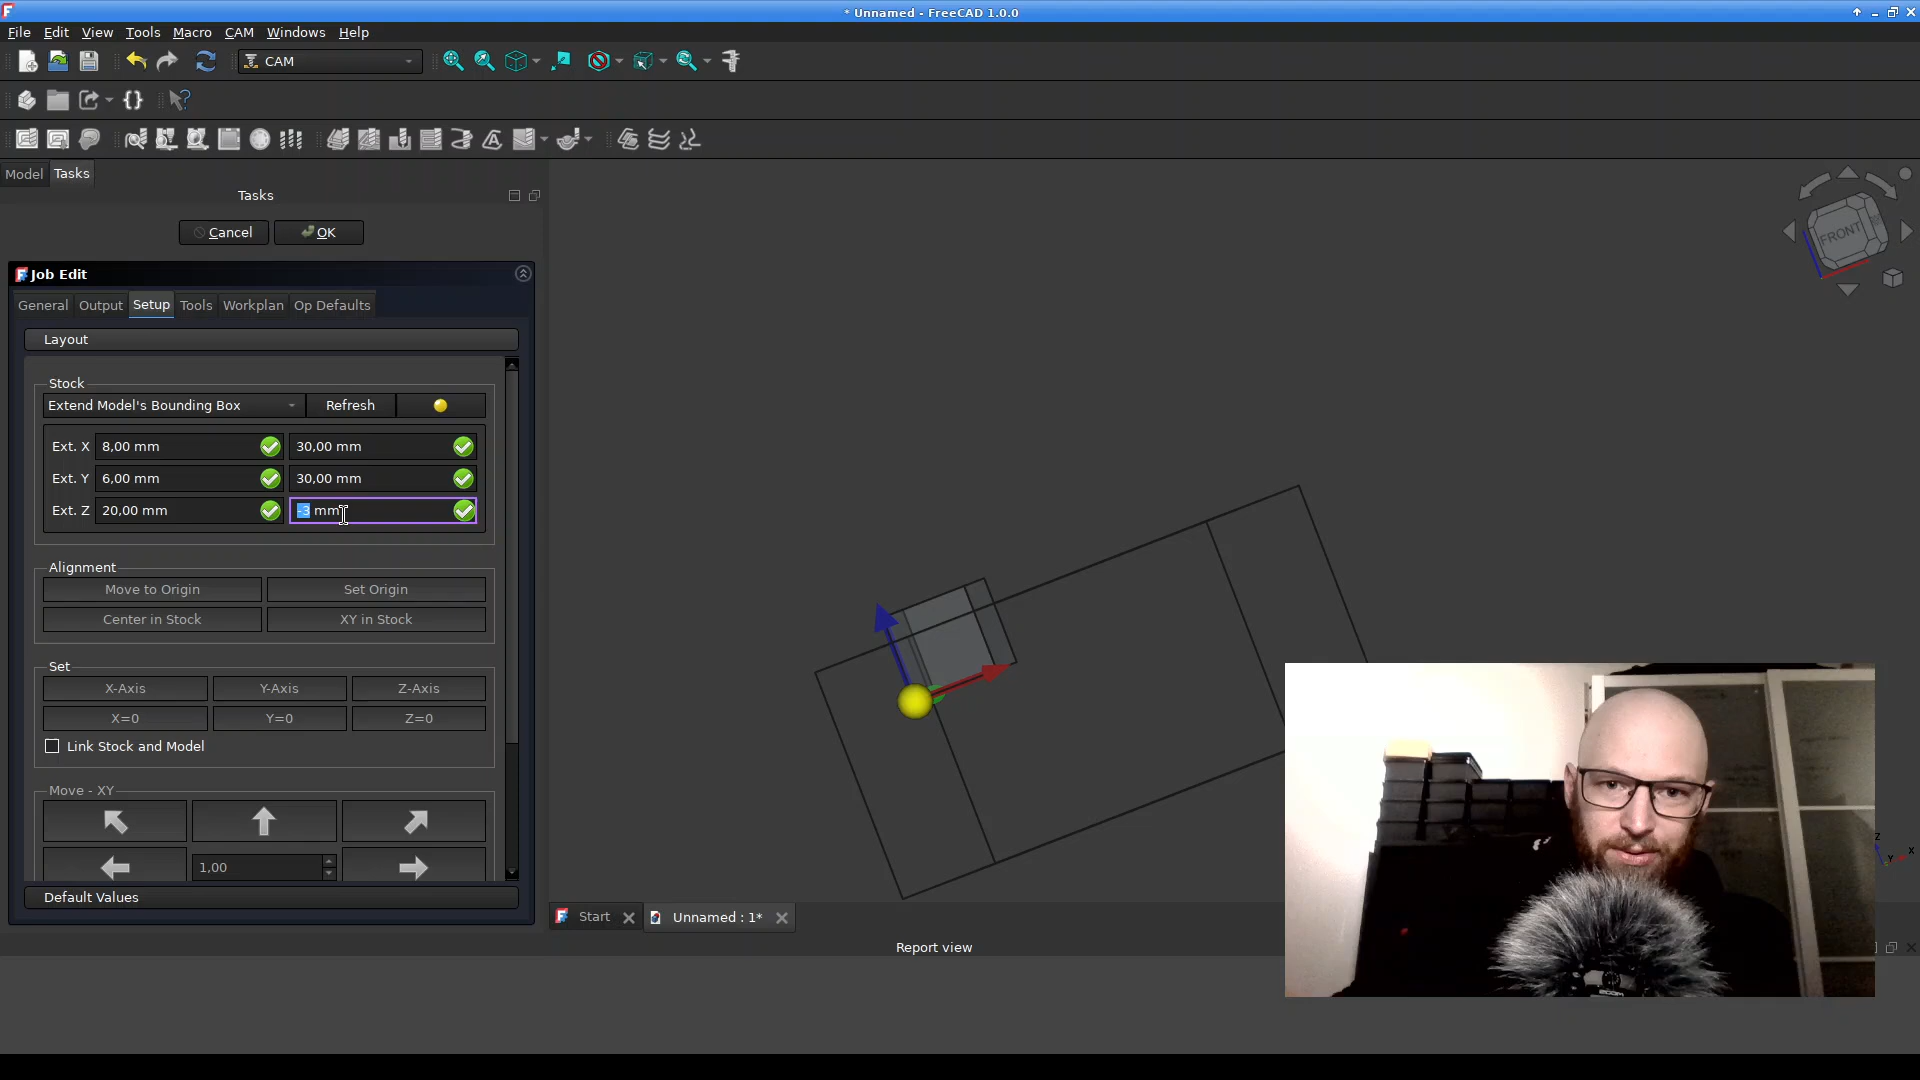 * Unnamed - FreeCAD 1.0.0
File Edit View Tools Macro CAM Windows Help
CAM
Model Tasks
Tasks
Cancel OK
Job Edit
General Output Setup Tools Workplan Op Defaults
Layout
Stock
Extend Model's Bounding Box Refresh
Ext. X 8,00 mm 30,00 mm
Ext. Y 6,00 mm 30,00 mm
Ext. Z 20,00 mm -3 mm
Alignment
Move to Origin Set Origin
Center in Stock XY in Stock
Set
X-Axis Y-Axis Z-Axis
X=0 Y=0 Z=0
Link Stock and Model
Move - XY
1,00
Default Values
FRONT
Z
Y X
Start Unnamed : 1*
Report view